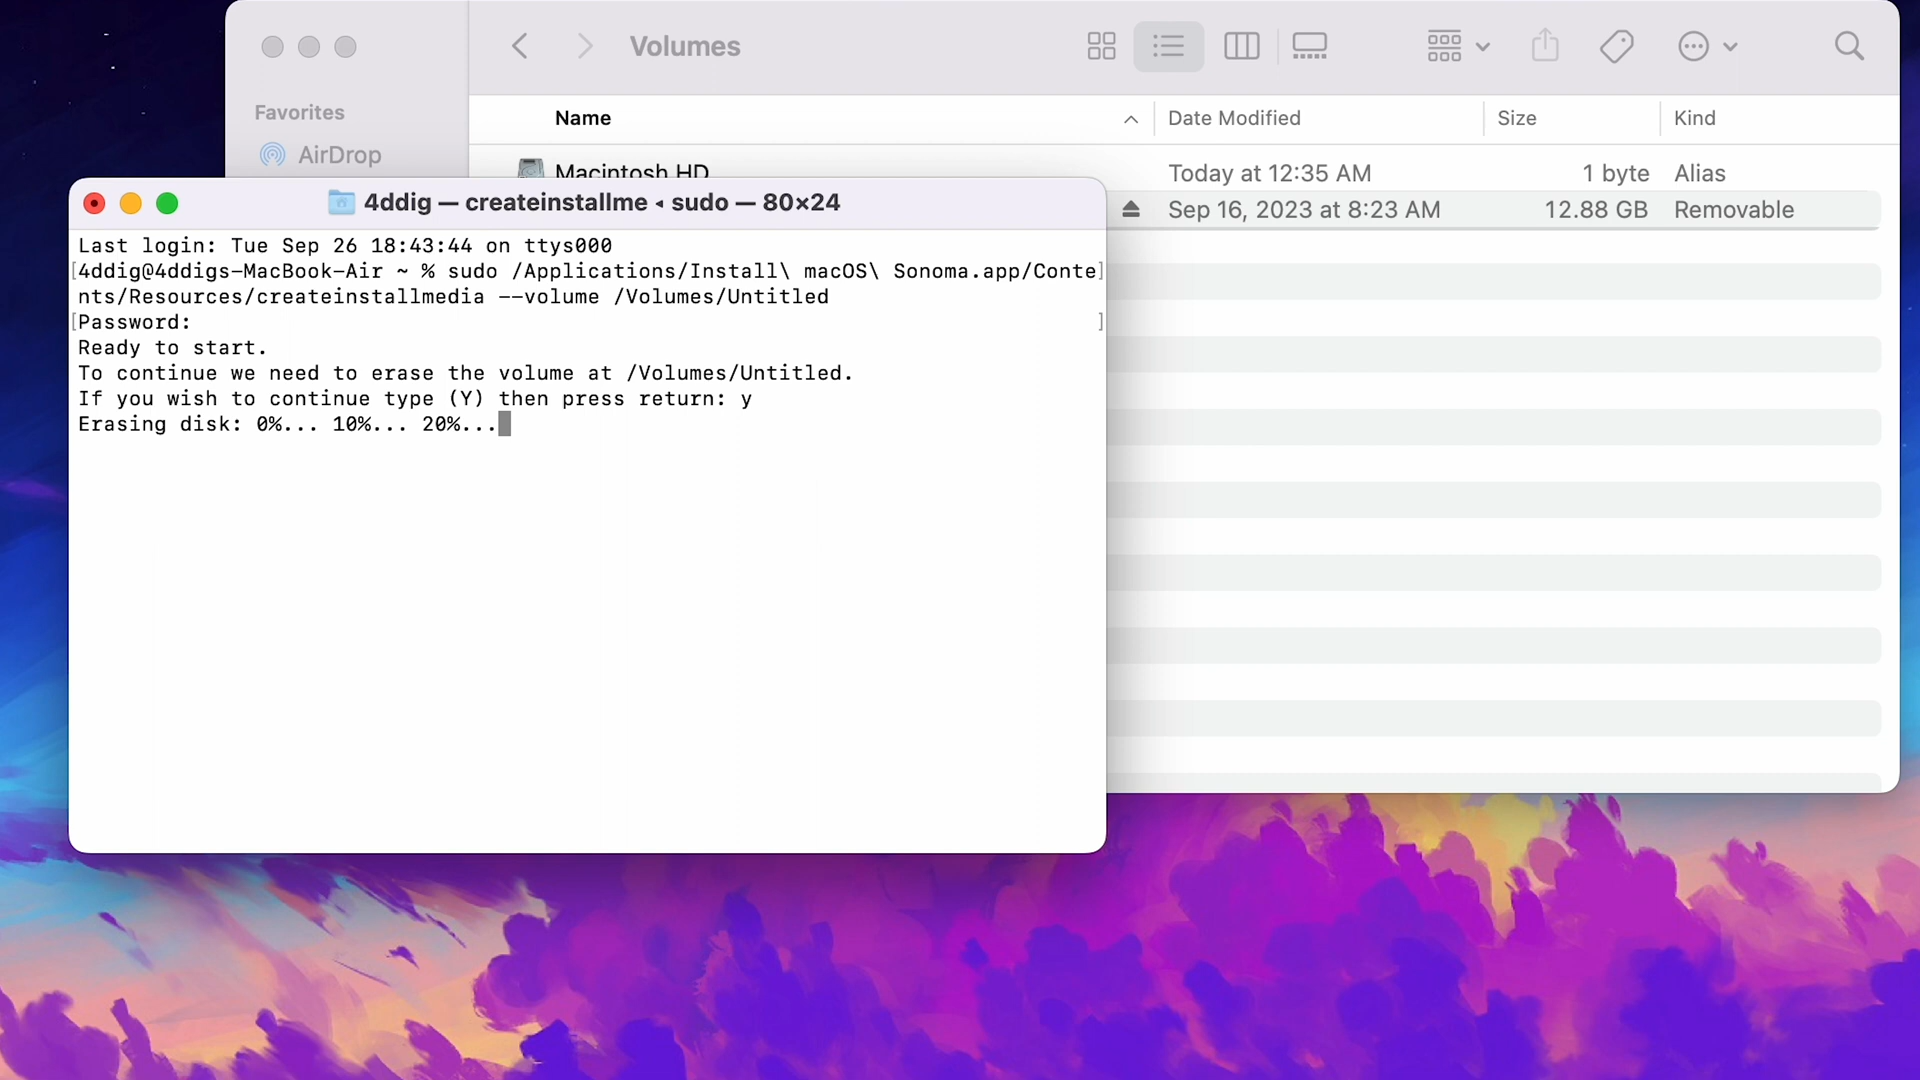 Volumes
Favorites
AirDrop
Name
Date Modified
Size
Kind
Macintosh HD
Today at 12:35 AM
1 byte
Alias
Sep 16, 2023 at 8:23 AM
12.88 GB
Removable
4ddig — createinstallme ◂ sudo — 80×24
Last login: Tue Sep 26 18:43:44 on ttys000
[4ddig@4ddigs-MacBook-Air ~ % sudo /Applications/Install\ macOS\ Sonoma.app/Conte]
nts/Resources/createinstallmedia --volume /Volumes/Untitled
[Password: ]
Ready to start.
To continue we need to erase the volume at /Volumes/Untitled.
If you wish to continue type (Y) then press return: y
Erasing disk: 0%... 10%... 20%...